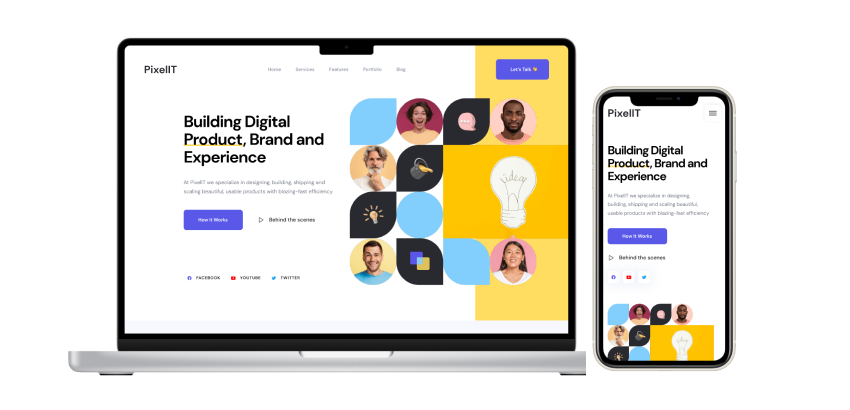 PixelIT
Home Services Features Portfolio Blog
Let's Talk 👋
Building Digital
Product, Brand and
Experience
At PixelIT we specialize in designing, building, shipping and
scaling beautiful, usable products with blazing-fast efficiency
How It Works
Behind the scenes
FACEBOOK YOUTUBE TWITTER
idea
PixelIT
Building Digital
Product, Brand and
Experience
At PixelIT we specialize in designing,
building, shipping and scaling beautiful,
usable products with blazing-fast efficiency
How It Works
Behind the scenes
idea